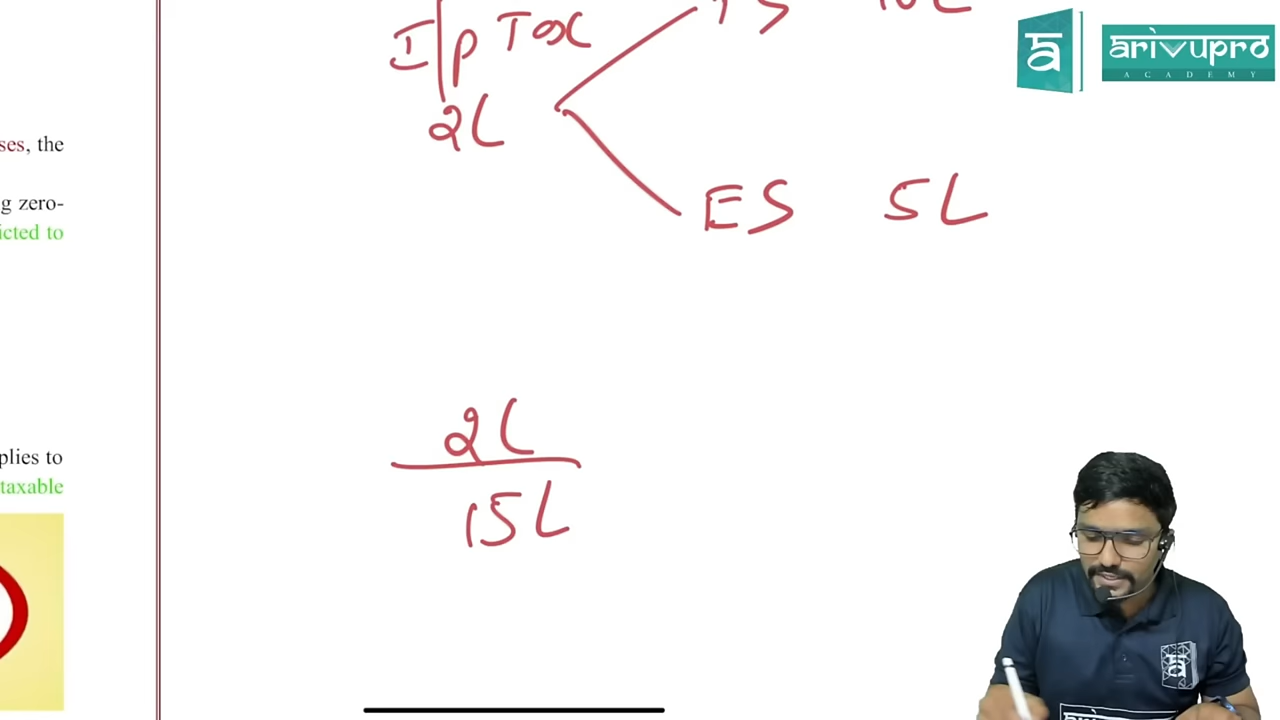 I/p Tax
2L
ES 5L
2L
15L
ses, the
g zero-
icted to
plies to
taxable
arivupro
ACADEMY